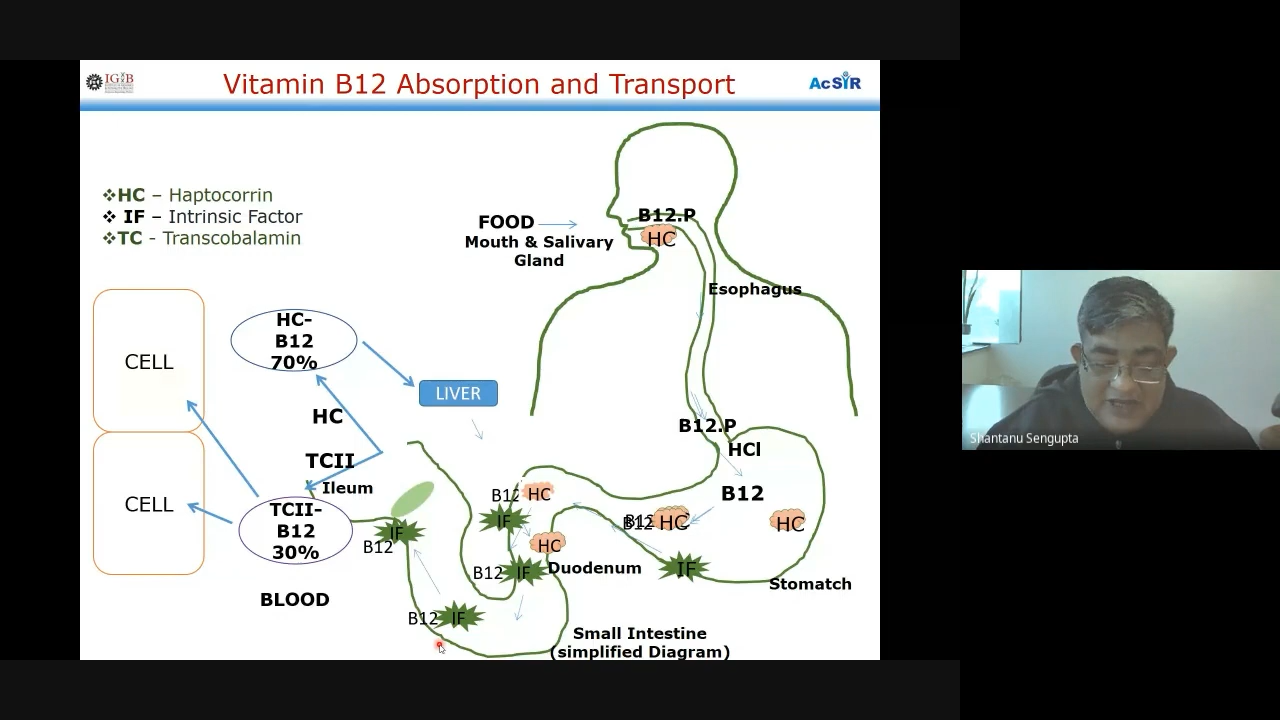 IGIB
Vitamin B12 Absorption and Transport
AcSIR
❖HC – Haptocorrin
❖ IF – Intrinsic Factor
❖TC - Transcobalamin
FOOD
Mouth & Salivary
Gland
B12.P
HC
Esophagus
CELL
HC-
B12
70%
LIVER
HC
B12.P
HCl
TCII
Ileum
B12
B12 HC
B12 HC
HC
IF
CELL
TCII-
B12
30%
IF
B12
HC
B12 IF
Duodenum
IF
Stomatch
BLOOD
B12 IF
Small Intestine
(simplified Diagram)
Shantanu Sengupta